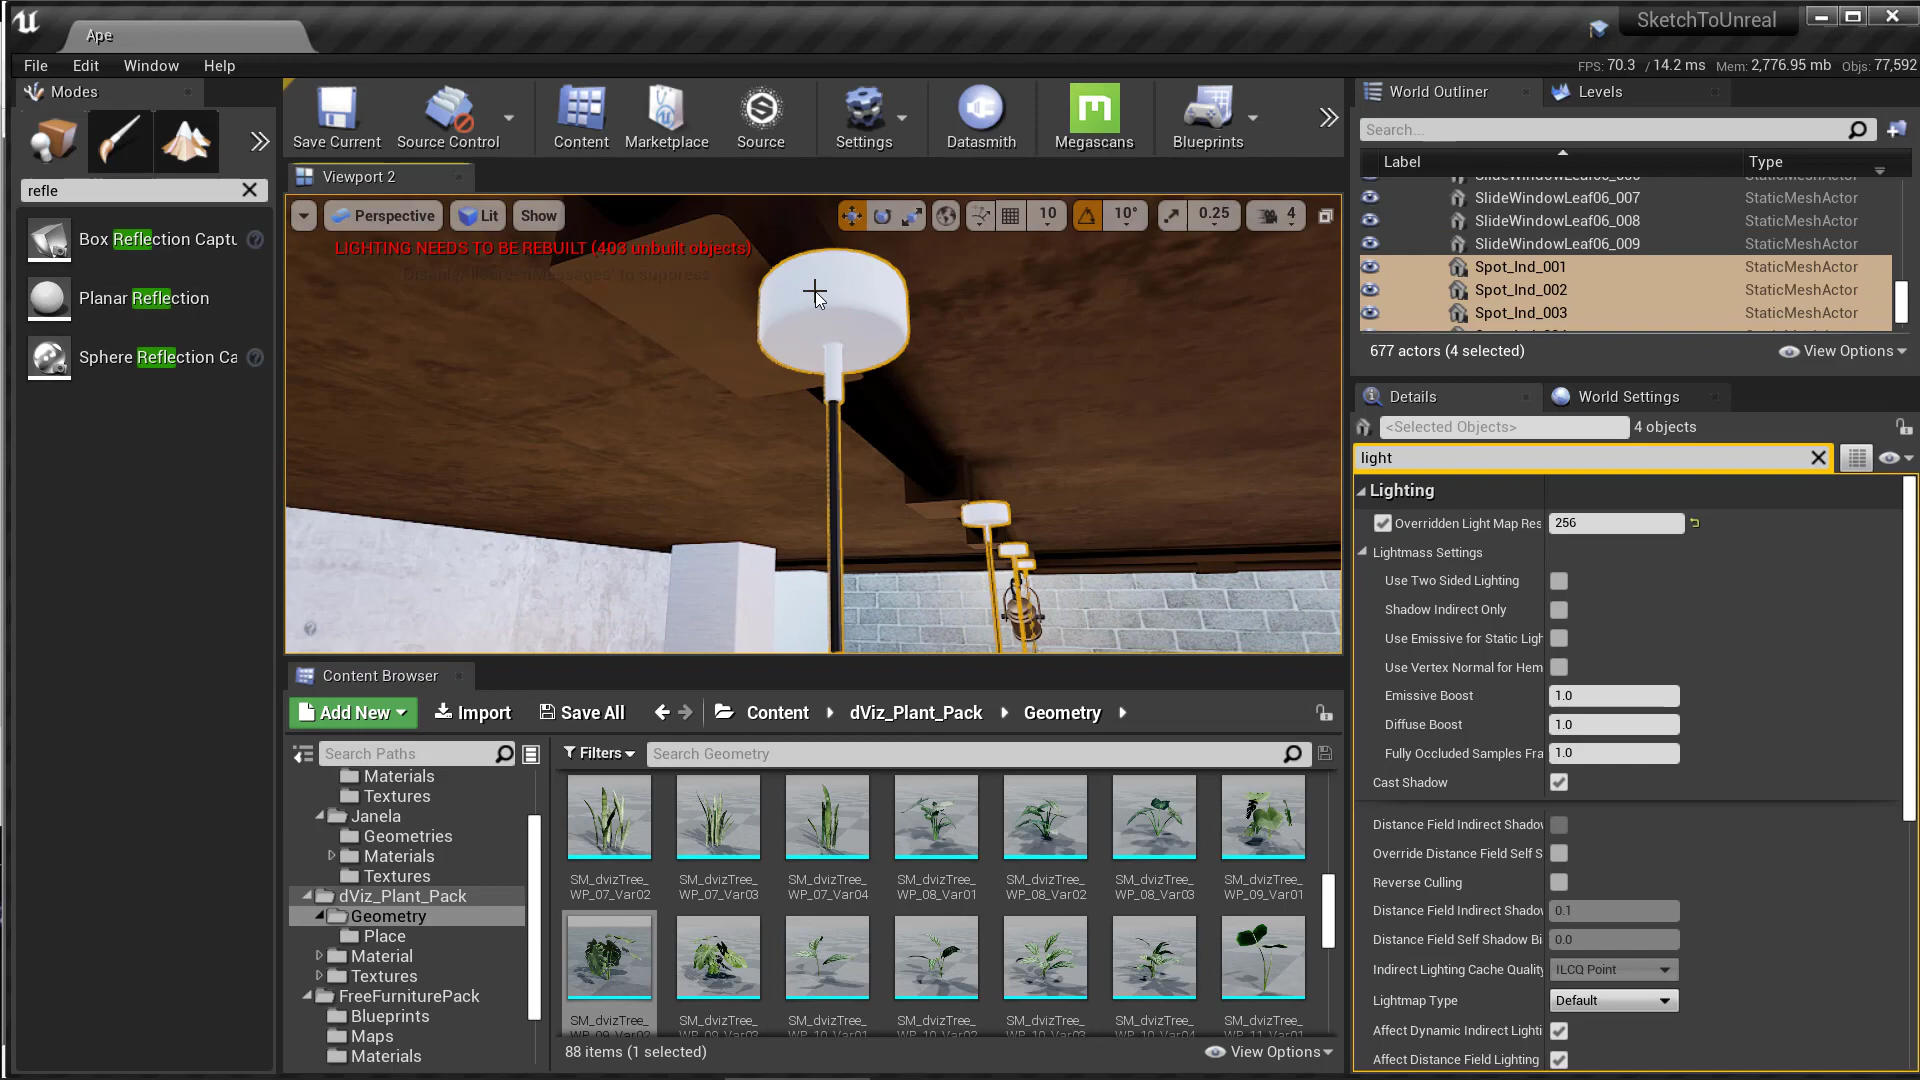 Ape
SketchToUnreal
File Edit Window Help
FPS: 70.3 / 14.2 ms Mem: 2,776.95 mb Objs: 77,592
Modes
refle
Box Reflection Captu
Planar Reflection
Sphere Reflection Ca
Save Current
Source Control
Content
Marketplace
Source
Settings
Datasmith
Megascans
Blueprints
Viewport 2
Perspective Lit Show
10 10° 0.25 4
LIGHTING NEEDS TO BE REBUILT (403 unbuilt objects)
World Outliner Levels
Search...
Label Type
SlideWindowLeaf06_007 StaticMeshActor
SlideWindowLeaf06_008 StaticMeshActor
SlideWindowLeaf06_009 StaticMeshActor
Spot_Ind_001 StaticMeshActor
Spot_Ind_002 StaticMeshActor
Spot_Ind_003 StaticMeshActor
677 actors (4 selected) View Options
Details World Settings
<Selected Objects> 4 objects
light
Lighting
Overridden Light Map Res 256
Lightmass Settings
Use Two Sided Lighting
Shadow Indirect Only
Use Emissive for Static Ligh
Use Vertex Normal for Hem
Emissive Boost 1.0
Diffuse Boost 1.0
Fully Occluded Samples Fra 1.0
Cast Shadow
Distance Field Indirect Shadow
Override Distance Field Self S
Reverse Culling
Distance Field Indirect Shadow 0.1
Distance Field Self Shadow Bi 0.0
Indirect Lighting Cache Quality ILCQ Point
Lightmap Type Default
Affect Dynamic Indirect Lighti
Affect Distance Field Lighting
Content Browser
Add New Import Save All Content dViz_Plant_Pack Geometry
Search Paths
Filters Search Geometry
Materials
Textures
Janela
Geometries
Materials
Textures
dViz_Plant_Pack
Geometry
Place
Material
Textures
FreeFurniturePack
Blueprints
Maps
Materials
SM_dvizTree_ SM_dvizTree_ SM_dvizTree_ SM_dvizTree_ SM_dvizTree_ SM_dvizTree_ SM_dvizTree_
WP_07_Var02 WP_07_Var03 WP_07_Var04 WP_08_Var01 WP_08_Var02 WP_08_Var03 WP_09_Var01
SM_dvizTree_ SM_dvizTree_ SM_dvizTree_ SM_dvizTree_ SM_dvizTree_ SM_dvizTree_ SM_dvizTree_
88 items (1 selected) View Options